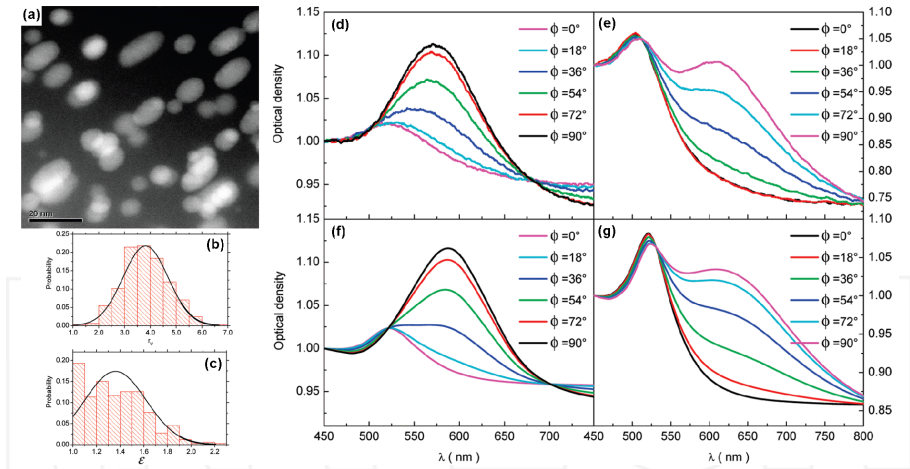 (a)
20 nm
(b)
Probability
0.25
0.20
0.15
0.10
0.05
0.00
1.0 2.0 3.0 4.0 5.0 6.0 7.0
r_v
(c)
Probability
0.20
0.15
0.10
0.05
0.00
1.0 1.2 1.4 1.6 1.8 2.0 2.2
ε
(d)
Optical density
1.15
1.10
1.05
1.00
0.95
ϕ =0°
ϕ =18°
ϕ =36°
ϕ =54°
ϕ =72°
ϕ =90°
(e)
1.10
1.05
1.00
0.95
0.90
0.85
0.80
0.75
ϕ =0°
ϕ =18°
ϕ =36°
ϕ =54°
ϕ =72°
ϕ =90°
(f)
Optical density
1.15
1.10
1.05
1.00
0.95
ϕ =0°
ϕ =18°
ϕ =36°
ϕ =54°
ϕ =72°
ϕ =90°
450 500 550 600 650 700
λ ( nm )
(g)
1.10
1.05
1.00
0.95
0.90
0.85
ϕ =0°
ϕ =18°
ϕ =36°
ϕ =54°
ϕ =72°
ϕ =90°
500 550 600 650 700 750 800
λ ( nm )